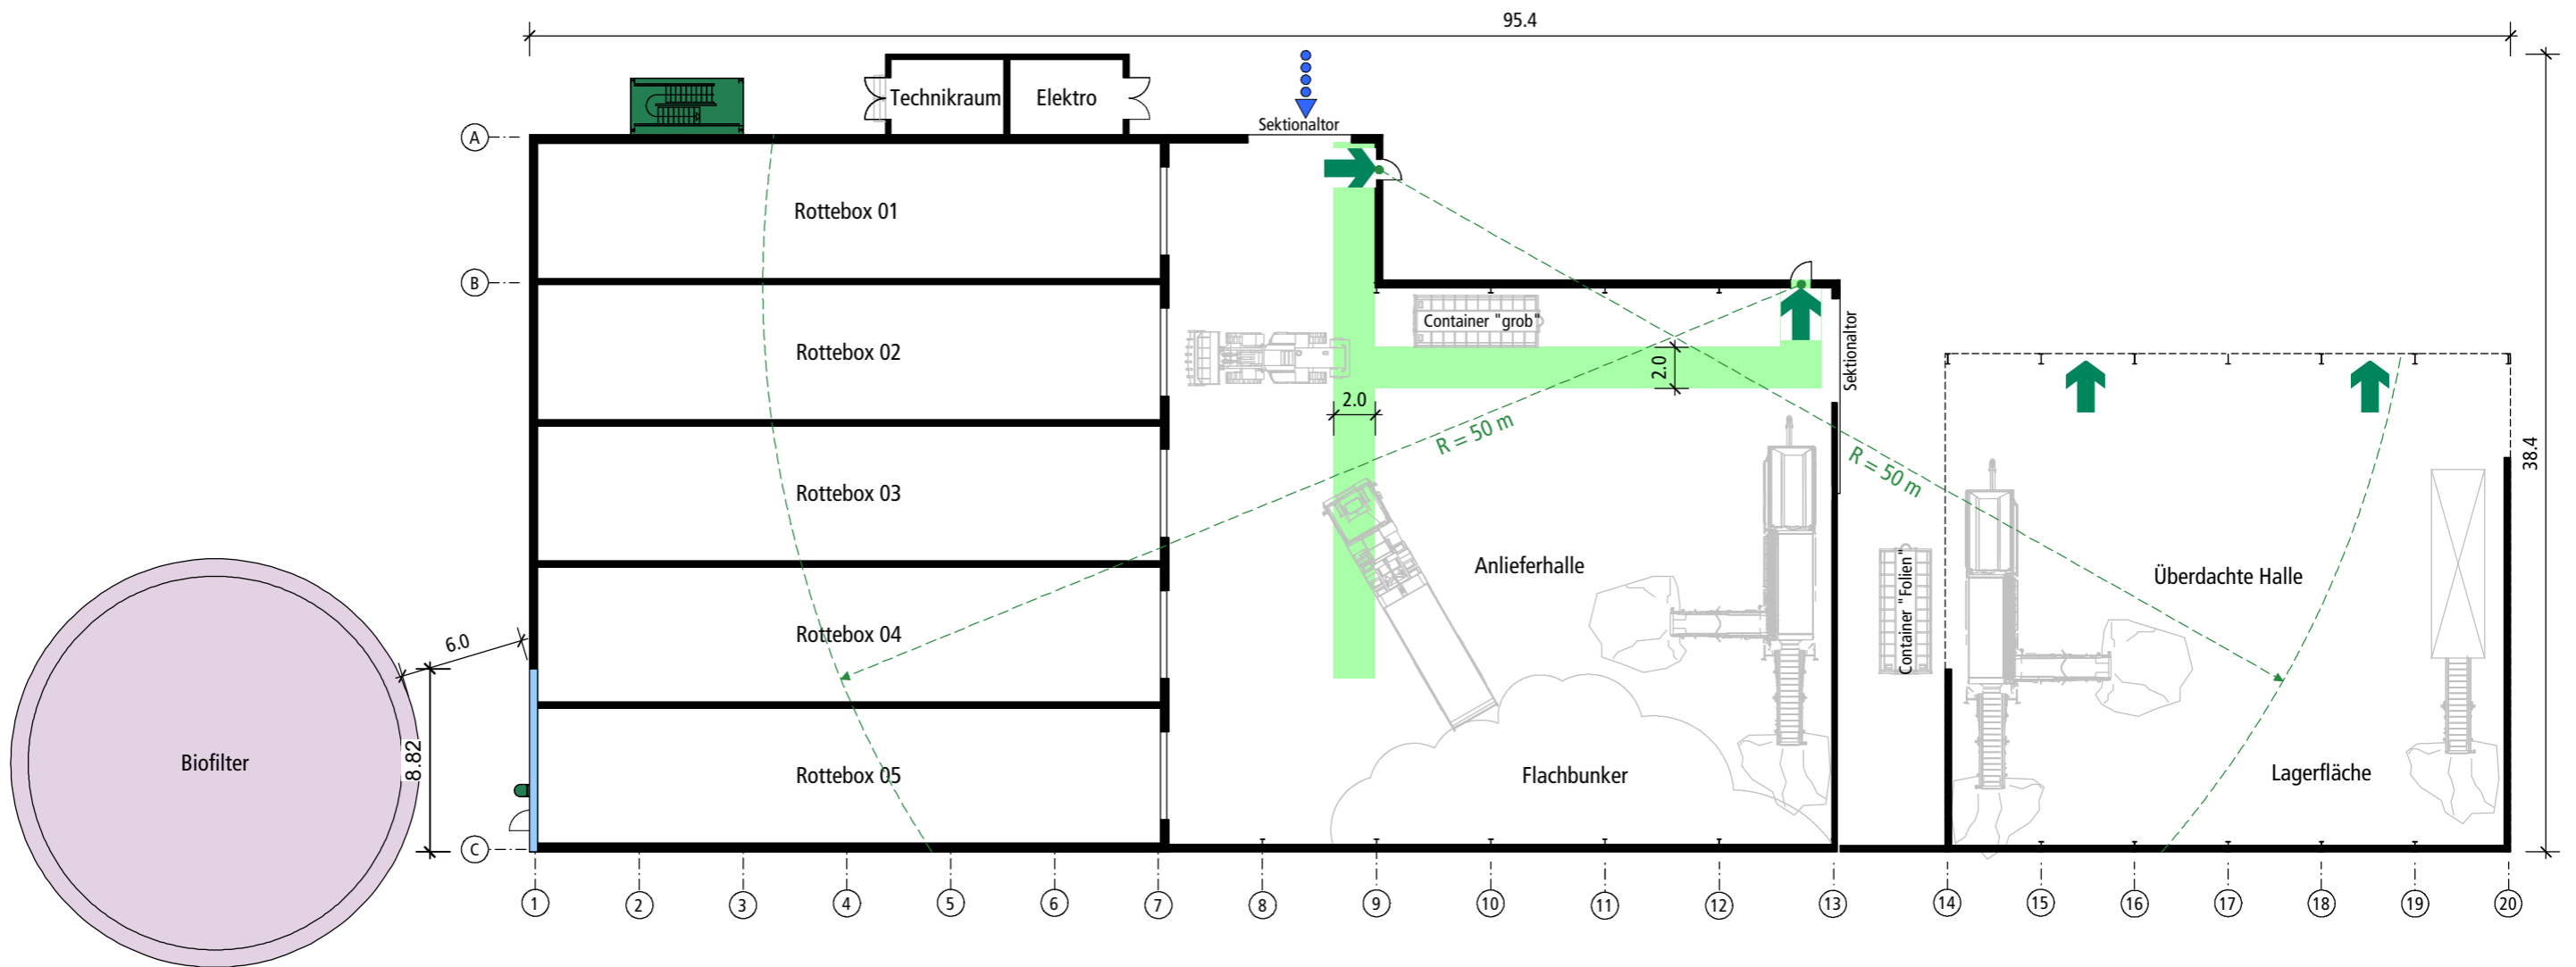 95.4
Technikraum
Elektro
Sektionaltor
A
Rottebox 01
B
Container "grob"
Sektionaltor
Rottebox 02
2.0
2.0
R = 50 m
R = 50 m
38.4
Rottebox 03
Anlieferhalle
Container "Folien"
Überdachte Halle
Rottebox 04
6.0
8.82
Biofilter
Rottebox 05
Flachbunker
Lagerfläche
C
1 2 3 4 5 6 7 8 9 10 11 12 13 14 15 16 17 18 19 20